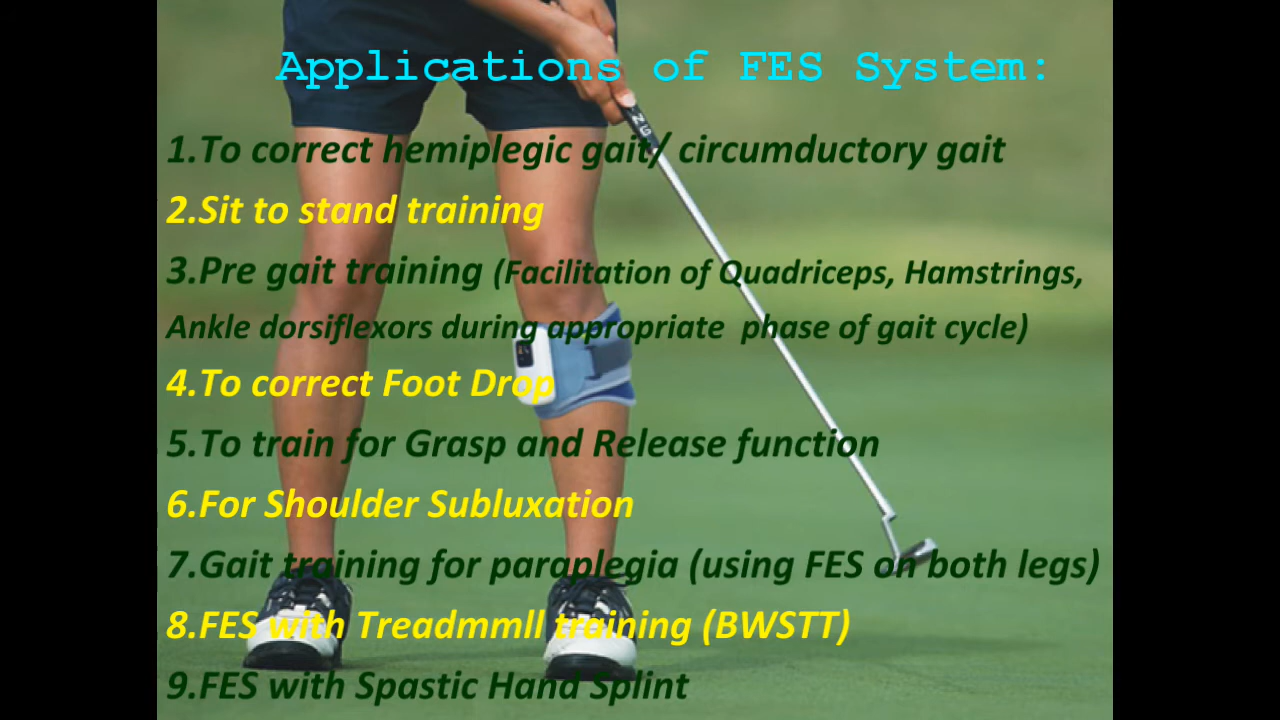 Applications of FES System:
1.To correct hemiplegic gait/ circumductory gait
2.Sit to stand training
3.Pre gait training (Facilitation of Quadriceps, Hamstrings,
Ankle dorsiflexors during appropriate phase of gait cycle)
4.To correct Foot Drop
5.To train for Grasp and Release function
6.For Shoulder Subluxation
7.Gait training for paraplegia (using FES on both legs)
8.FES with Treadmmll training (BWSTT)
9.FES with Spastic Hand Splint